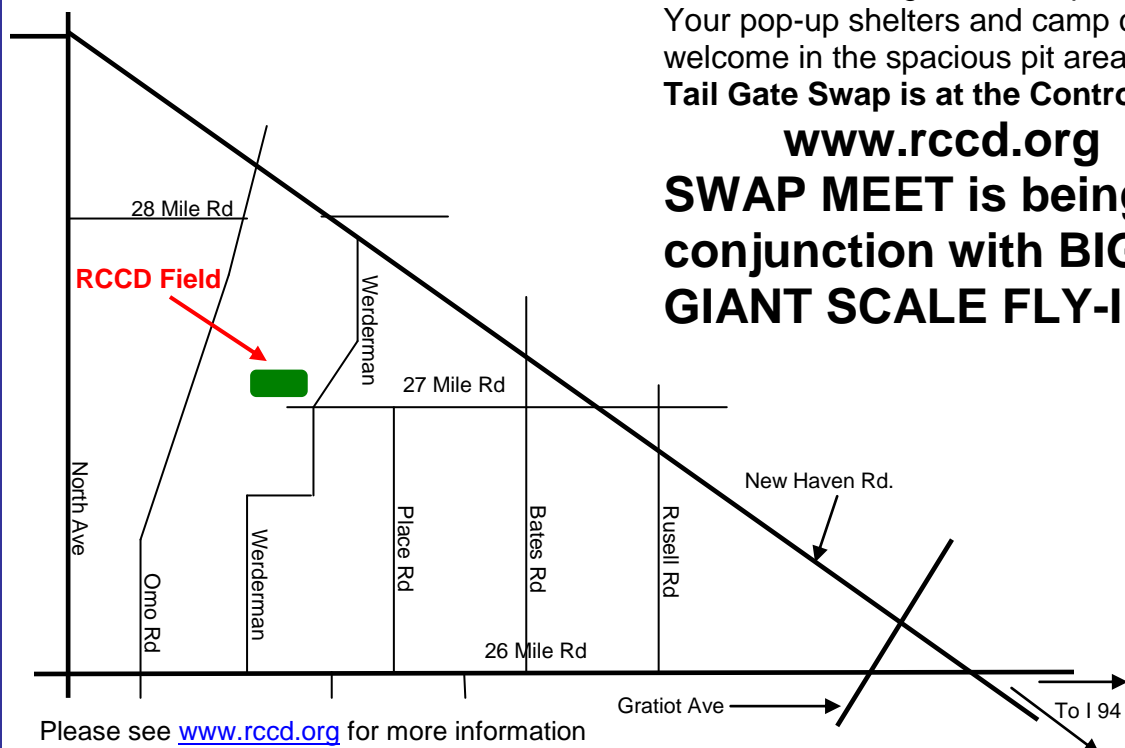 Your pop-up shelters and camp
welcome in the spacious pit area
Tail Gate Swap is at the
www.rccd.org
SWAP MEET is being
conjunction with
GIANT SCALE
28 Mile Rd
RCCD Field
Werderman
27 Mile Rd
North Ave
New Haven Rd.
Place Rd
Bates Rd
Rusell Rd
Werderman
Omo Rd
26 Mile Rd
Gratiot Ave
To I 94
Please see www.rccd.org for more information